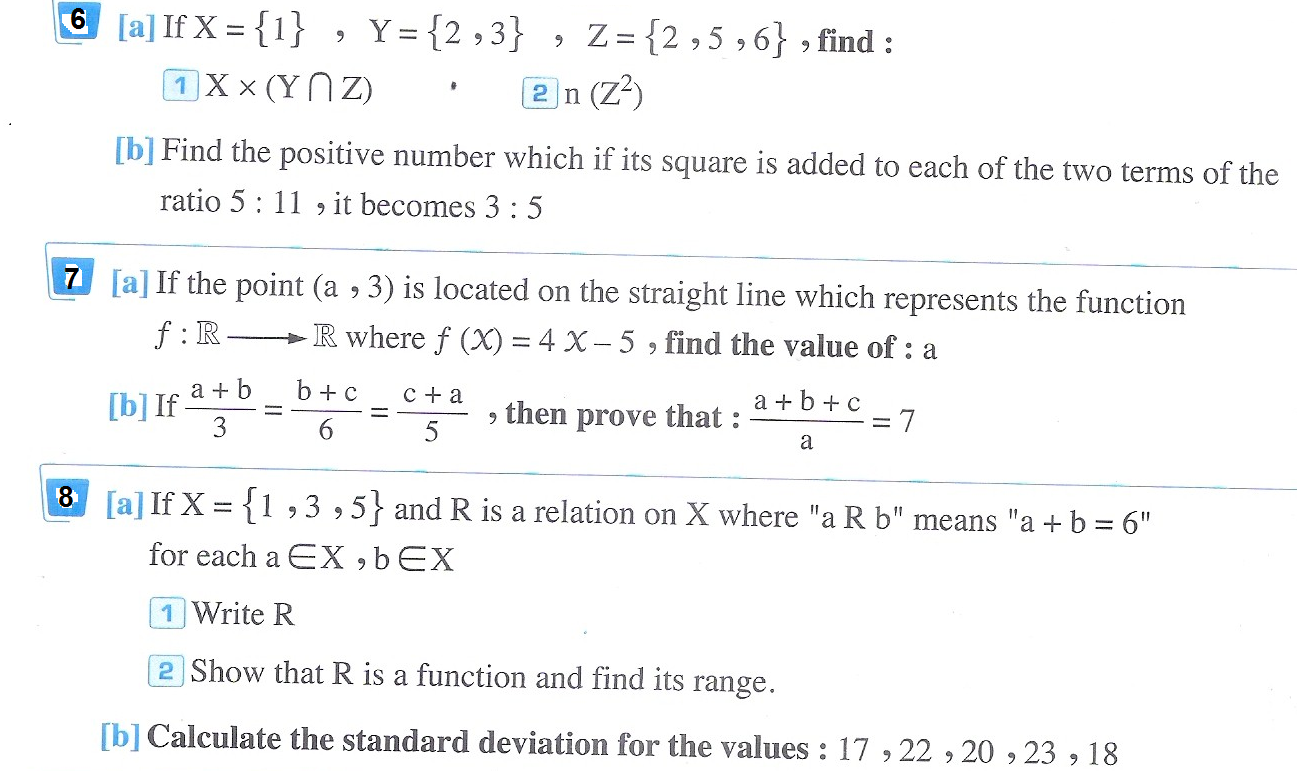 6 [a] If X = {1} , Y = {2 , 3} , Z = {2 , 5 , 6} , find :
1 X × (Y ⋂ Z) 2 n (Z²)
[b] Find the positive number which if its square is added to each of the two terms of the
ratio 5 : 11 , it becomes 3 : 5
7 [a] If the point (a , 3) is located on the straight line which represents the function
f : ℝ ⟶ ℝ where f (X) = 4 X – 5 , find the value of : a
[b] If (a + b)/3 = (b + c)/6 = (c + a)/5 , then prove that : (a + b + c)/a = 7
8 [a] If X = {1 , 3 , 5} and R is a relation on X where "a R b" means "a + b = 6"
for each a ∈ X , b ∈ X
1 Write R
2 Show that R is a function and find its range.
[b] Calculate the standard deviation for the values : 17 , 22 , 20 , 23 , 18